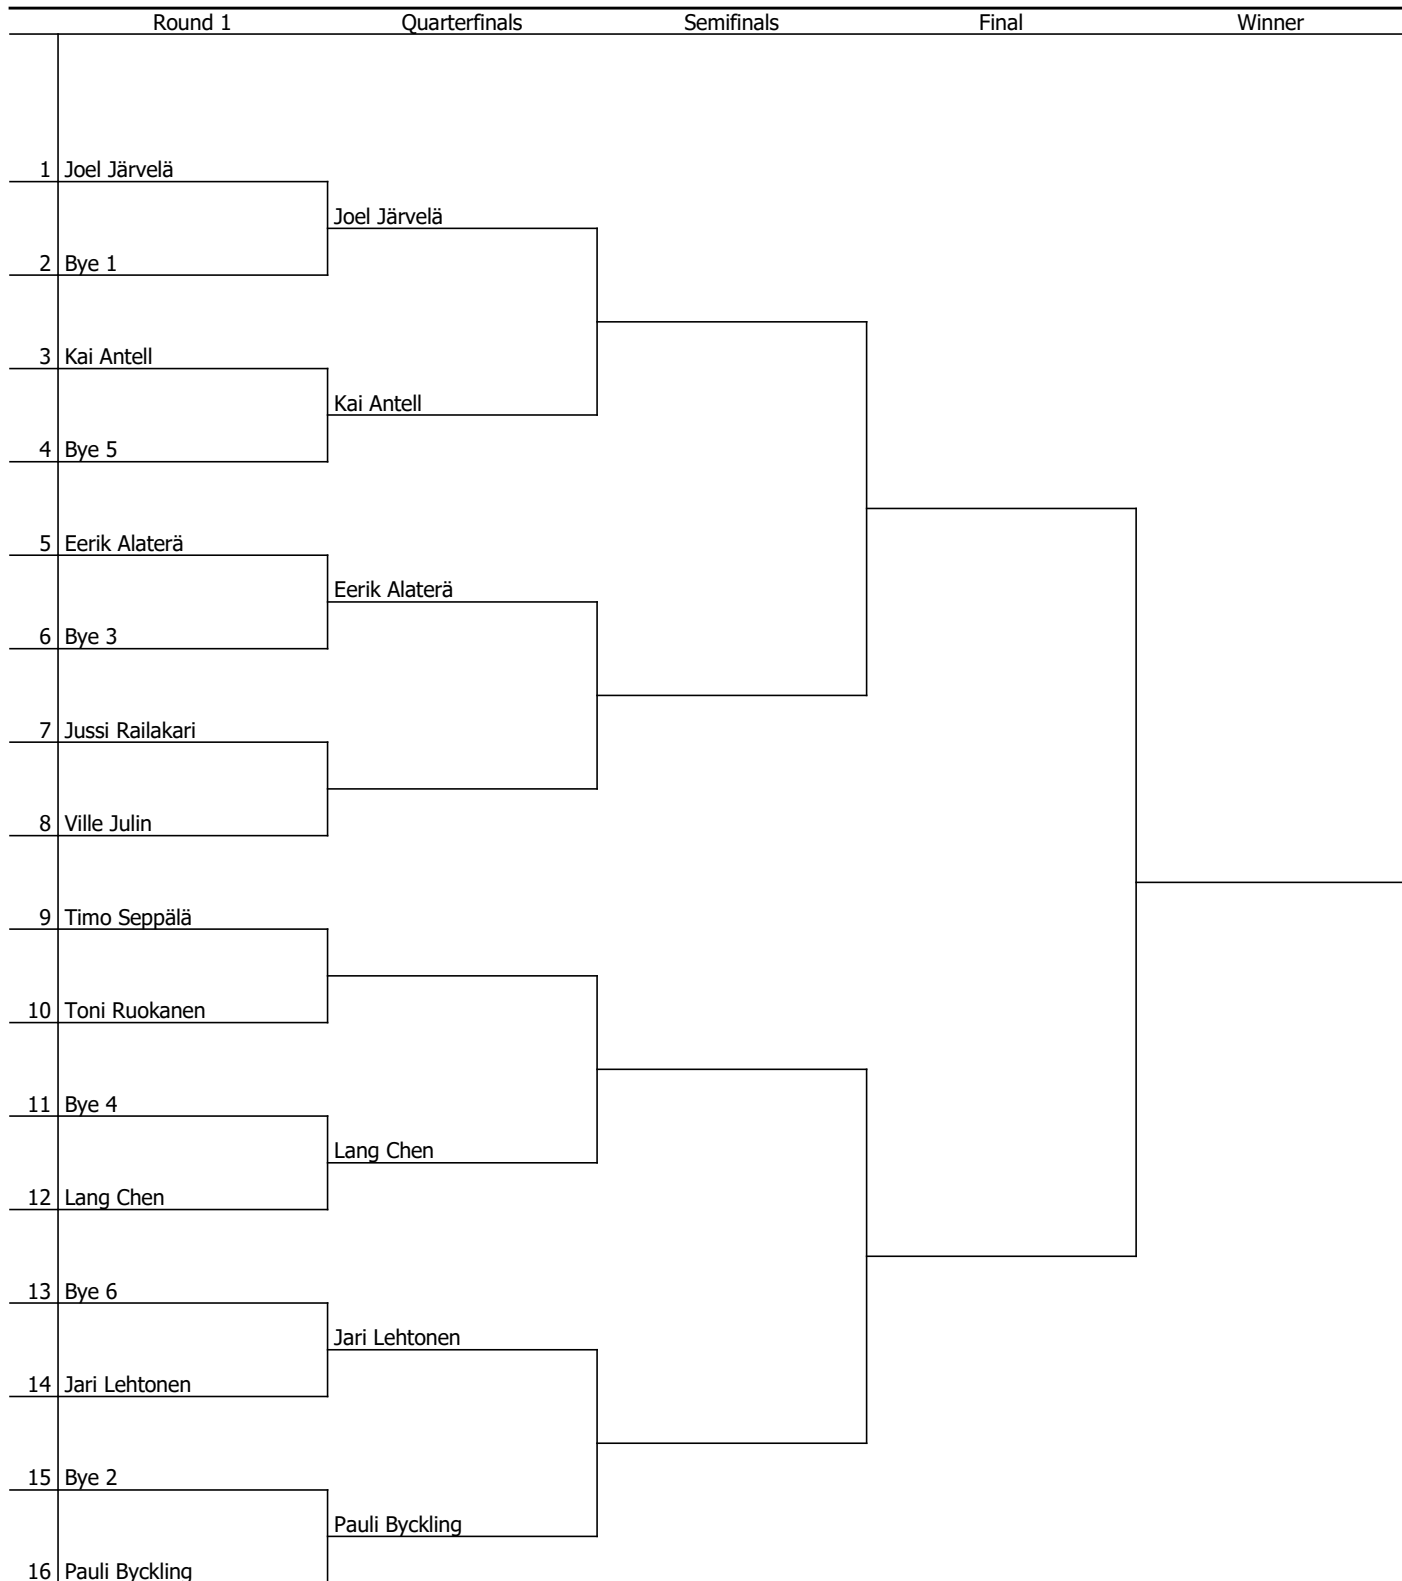 Round 1 Quarterfinals Semifinals Final Winner
1 Joel Järvelä
Joel Järvelä
2 Bye 1
3 Kai Antell
Kai Antell
4 Bye 5
5 Eerik Alaterä
Eerik Alaterä
6 Bye 3
7 Jussi Railakari
8 Ville Julin
9 Timo Seppälä
10 Toni Ruokanen
11 Bye 4
Lang Chen
12 Lang Chen
13 Bye 6
Jari Lehtonen
14 Jari Lehtonen
15 Bye 2
Pauli Byckling
16 Pauli Byckling